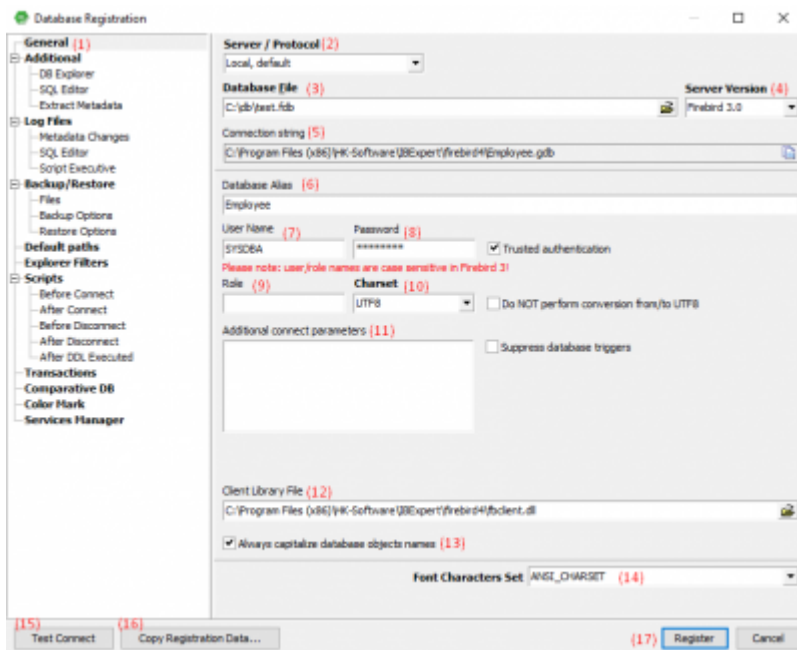 Database Registration
General (1)
Additional
DB Explorer
SQL Editor
Extract Metadata
Log Files
Metadata Changes
SQL Editor
Script Executive
Backup/Restore
Files
Backup Options
Restore Options
Default paths
Explorer Filters
Scripts
Before Connect
After Connect
Before Disconnect
After Disconnect
After DDL Executed
Transactions
Comparative DB
Color Mark
Services Manager
Server / Protocol (2)
Local, default
Database File (3) Server Version (4)
C:\db\test.fdb Firebird 3.0
Connection string (5)
C:\Program Files (x86)\HK-Software\IBExpert\firebird4\Employee.gdb
Database Alias (6)
Employee
User Name (7) Password (8)
SYSDBA ******** Trusted authentication
Please note: user/role names are case sensitive in Firebird 3!
Role (9) Charset (10)
UTF8 Do NOT perform conversion from/to UTF8
Additional connect parameters (11)
Suppress database triggers
Client Library File (12)
C:\Program Files (x86)\HK-Software\IBExpert\firebird4\fbclient.dll
Always capitalize database objects names (13)
Font Characters Set ANSI_CHARSET (14)
(15) (16)
Test Connect Copy Registration Data... (17) Register Cancel